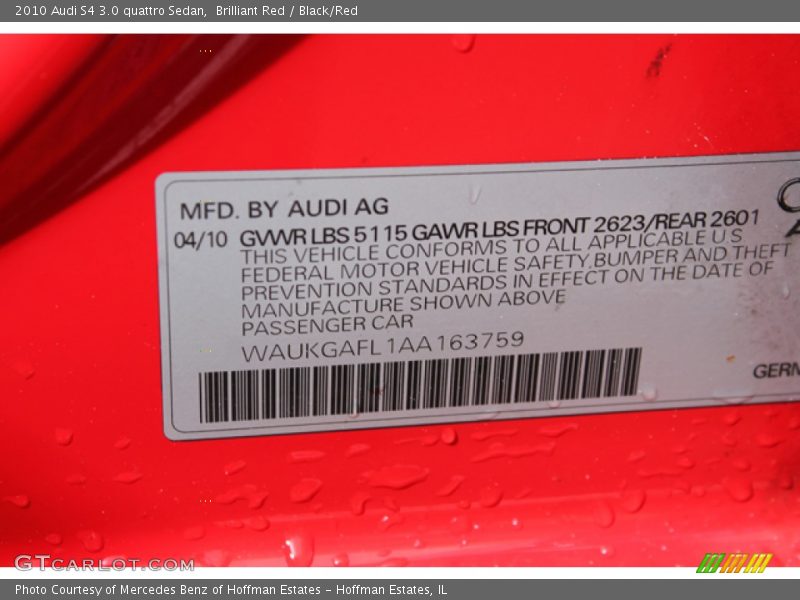 2010 Audi S4 3.0 quattro Sedan,  Brilliant Red / Black/Red
MFD. BY AUDI AG
04/10 GVWR LBS 5115 GAWR LBS FRONT 2623/REAR 2601
THIS VEHICLE CONFORMS TO ALL APPLICABLE U S
FEDERAL MOTOR VEHICLE SAFETY, BUMPER AND THEFT
PREVENTION STANDARDS IN EFFECT ON THE DATE OF
MANUFACTURE SHOWN ABOVE
PASSENGER CAR
WAUKGAFL1AA163759
GERM
GTCARLOT.COM
Photo Courtesy of Mercedes Benz of Hoffman Estates - Hoffman Estates, IL